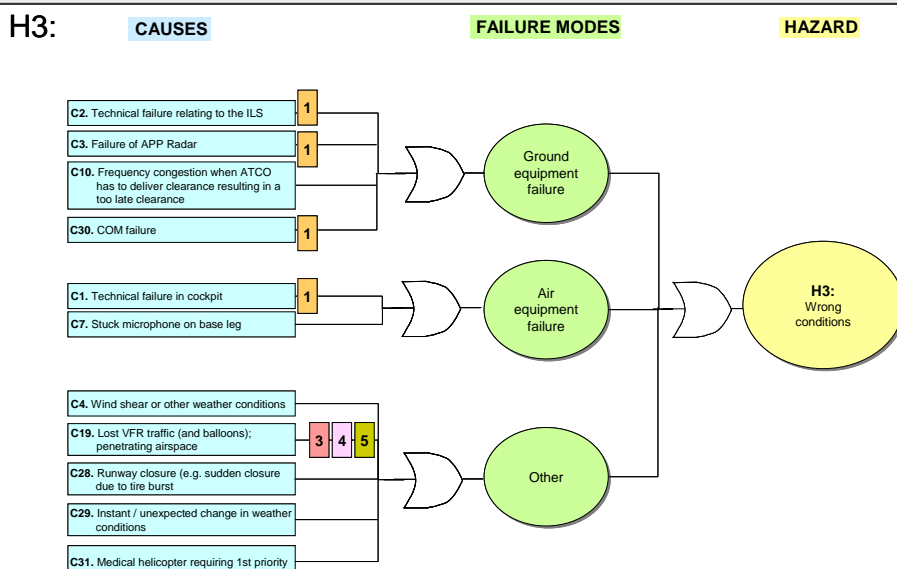 H3:
CAUSES
FAILURE MODES
HAZARD
C2. Technical failure relating to the ILS
1
C3. Failure of APP Radar
1
C10. Frequency congestion when ATCO
has to deliver clearance resulting in a
too late clearance
C30. COM failure
1
Ground
equipment
failure
C1. Technical failure in cockpit
1
C7. Stuck microphone on base leg
Air
equipment
failure
H3:
Wrong
conditions
C4. Wind shear or other weather conditions
C19. Lost VFR traffic (and balloons);
penetrating airspace
3 4 5
C28. Runway closure (e.g. sudden closure
due to tire burst
C29. Instant / unexpected change in weather
conditions
C31. Medical helicopter requiring 1st priority
Other